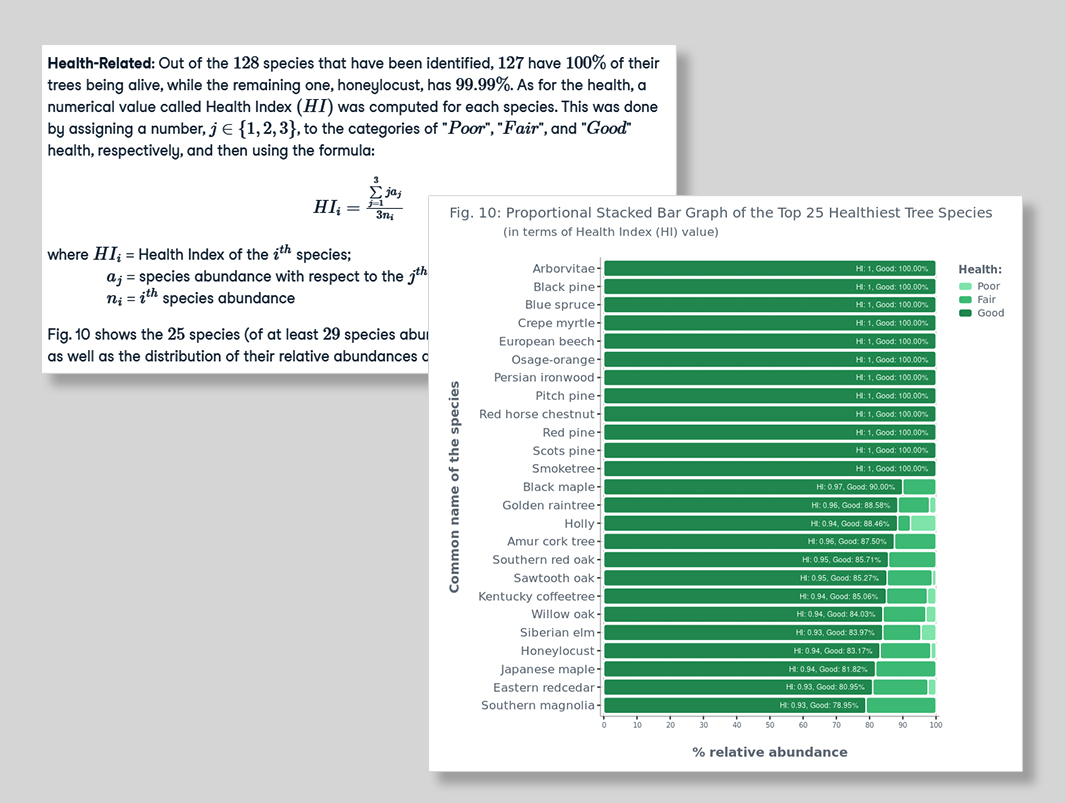 Health-Related: Out of the 128 species that have been identified, 127 have 100% of their
trees being alive, while the remaining one, honeylocust, has 99.99%. As for the health, a
numerical value called Health Index (HI) was computed for each species. This was done
by assigning a number, j ∈ {1, 2, 3}, to the categories of "Poor", "Fair", and "Good"
health, respectively, and then using the formula:
HI_i = \frac{\sum_{j=1}^{3} ja_j}{3n_i}
where HI_i = Health Index of the i^th species;
a_j = species abundance with respect to the j^th
n_i = i^th species abundance
Fig. 10 shows the 25 species (of at least 29 species
as well as the distribution of their relative abundances
Fig. 10: Proportional Stacked Bar Graph of the Top 25 Healthiest Tree Species
(in terms of Health Index (HI) value)
Common name of the species
Arborvitae HI: 1, Good: 100.00%
Black pine HI: 1, Good: 100.00%
Blue spruce HI: 1, Good: 100.00%
Crepe myrtle HI: 1, Good: 100.00%
European beech HI: 1, Good: 100.00%
Osage-orange HI: 1, Good: 100.00%
Persian ironwood HI: 1, Good: 100.00%
Pitch pine HI: 1, Good: 100.00%
Red horse chestnut HI: 1, Good: 100.00%
Red pine HI: 1, Good: 100.00%
Scots pine HI: 1, Good: 100.00%
Smoketree HI: 1, Good: 100.00%
Black maple HI: 0.97, Good: 90.00%
Golden raintree HI: 0.96, Good: 88.58%
Holly HI: 0.94, Good: 88.46%
Amur cork tree HI: 0.96, Good: 87.50%
Southern red oak HI: 0.95, Good: 85.71%
Sawtooth oak HI: 0.95, Good: 85.27%
Kentucky coffeetree HI: 0.94, Good: 85.06%
Willow oak HI: 0.94, Good: 84.03%
Siberian elm HI: 0.93, Good: 83.97%
Honeylocust HI: 0.94, Good: 83.17%
Japanese maple HI: 0.94, Good: 81.82%
Eastern redcedar HI: 0.93, Good: 80.95%
Southern magnolia HI: 0.93, Good: 78.95%
0 10 20 30 40 50 60 70 80 90 100
% relative abundance
Health:
Poor
Fair
Good